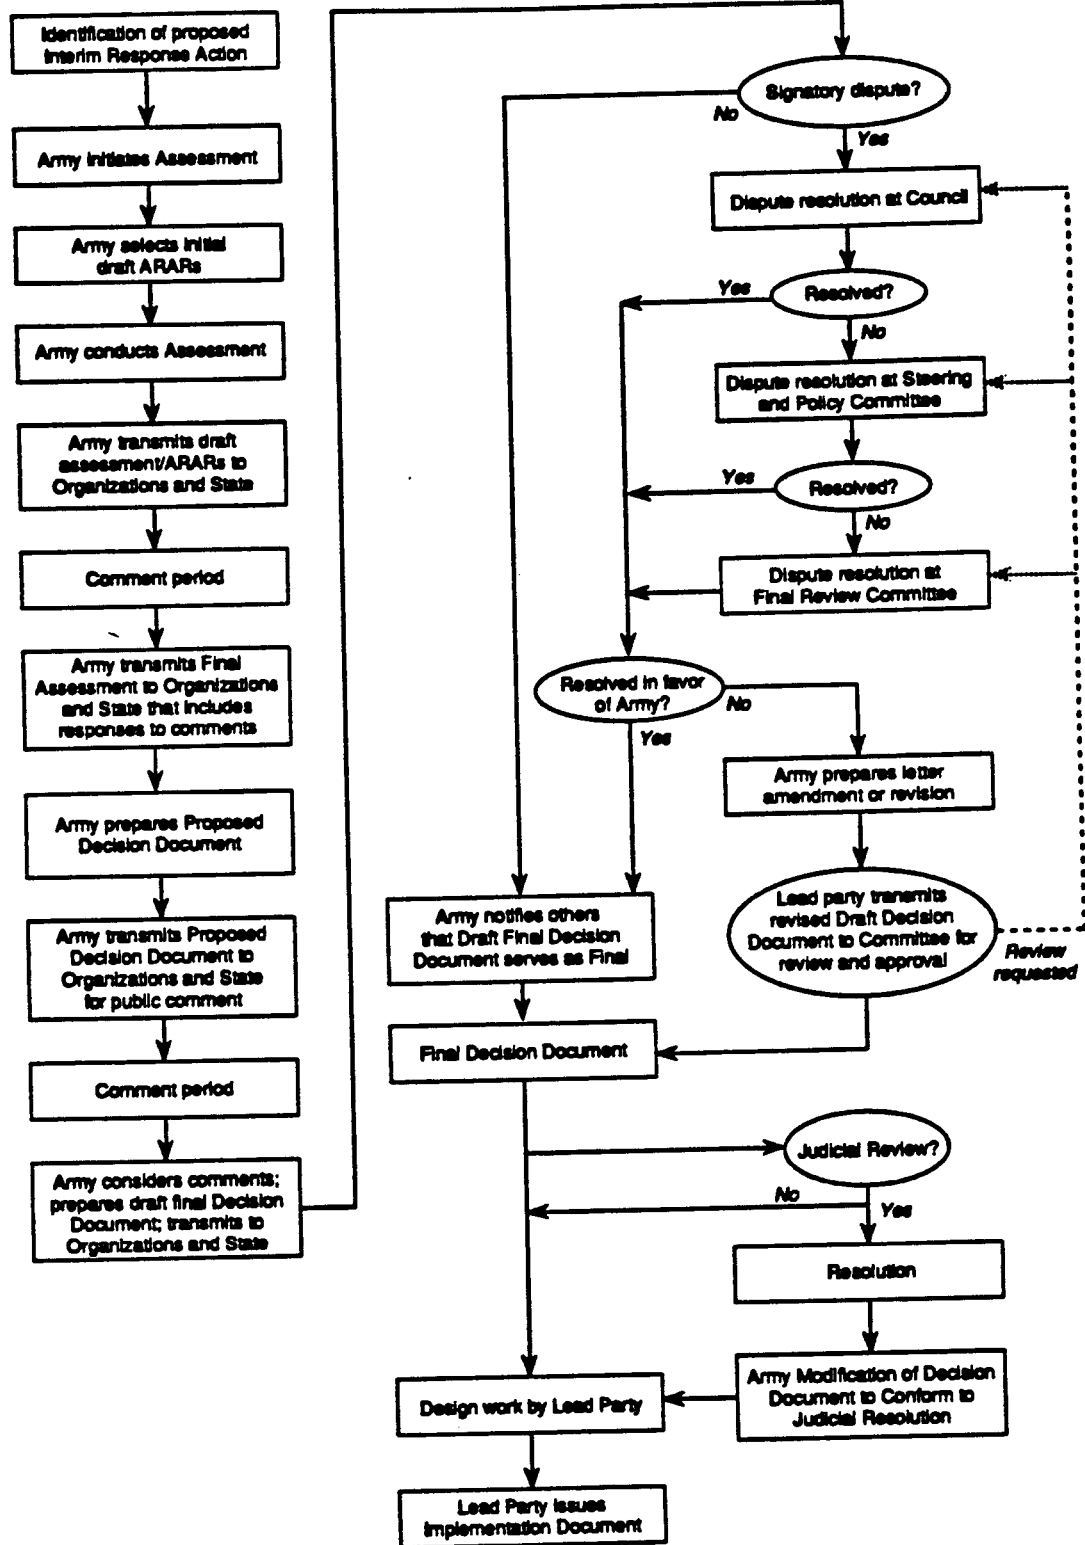 Identification of proposed
Interim Response Action
Army initiates Assessment
Army selects initial
draft ARARs
Army conducts Assessment
Army transmits draft
assessment/ARARs to
Organizations and State
Comment period
Army transmits Final
Assessment to Organizations
and State that includes
responses to comments
Army prepares Proposed
Decision Document
Army transmits Proposed
Decision Document to
Organizations and State
for public comment
Comment period
Army considers comments;
prepares draft final Decision
Document; transmits to
Organizations and State
Signatory dispute?
No
Yes
Dispute resolution at Council
Resolved?
Yes
No
Dispute resolution at Steering
and Policy Committee
Resolved?
Yes
No
Dispute resolution at
Final Review Committee
Resolved in favor
of Army?
No
Yes
Army prepares letter
amendment or revision
Lead party transmits
revised Draft Decision
Document to Committee for
review and approval
Review
requested
Army notifies others
that Draft Final Decision
Document serves as Final
Final Decision Document
Judicial Review?
No
Yes
Resolution
Army Modification of Decision
Document to Conform to
Judicial Resolution
Design work by Lead Party
Lead Party issues
Implementation Document